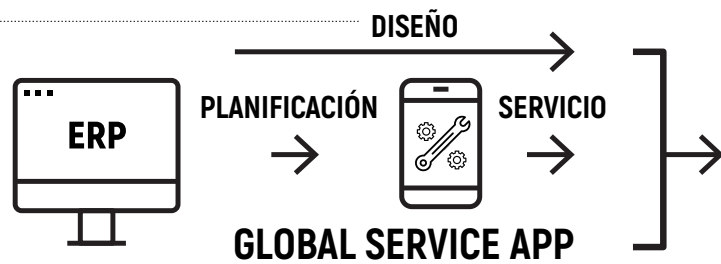 DISEÑO
ERP
PLANIFICACIÓN
SERVICIO
GLOBAL SERVICE APP